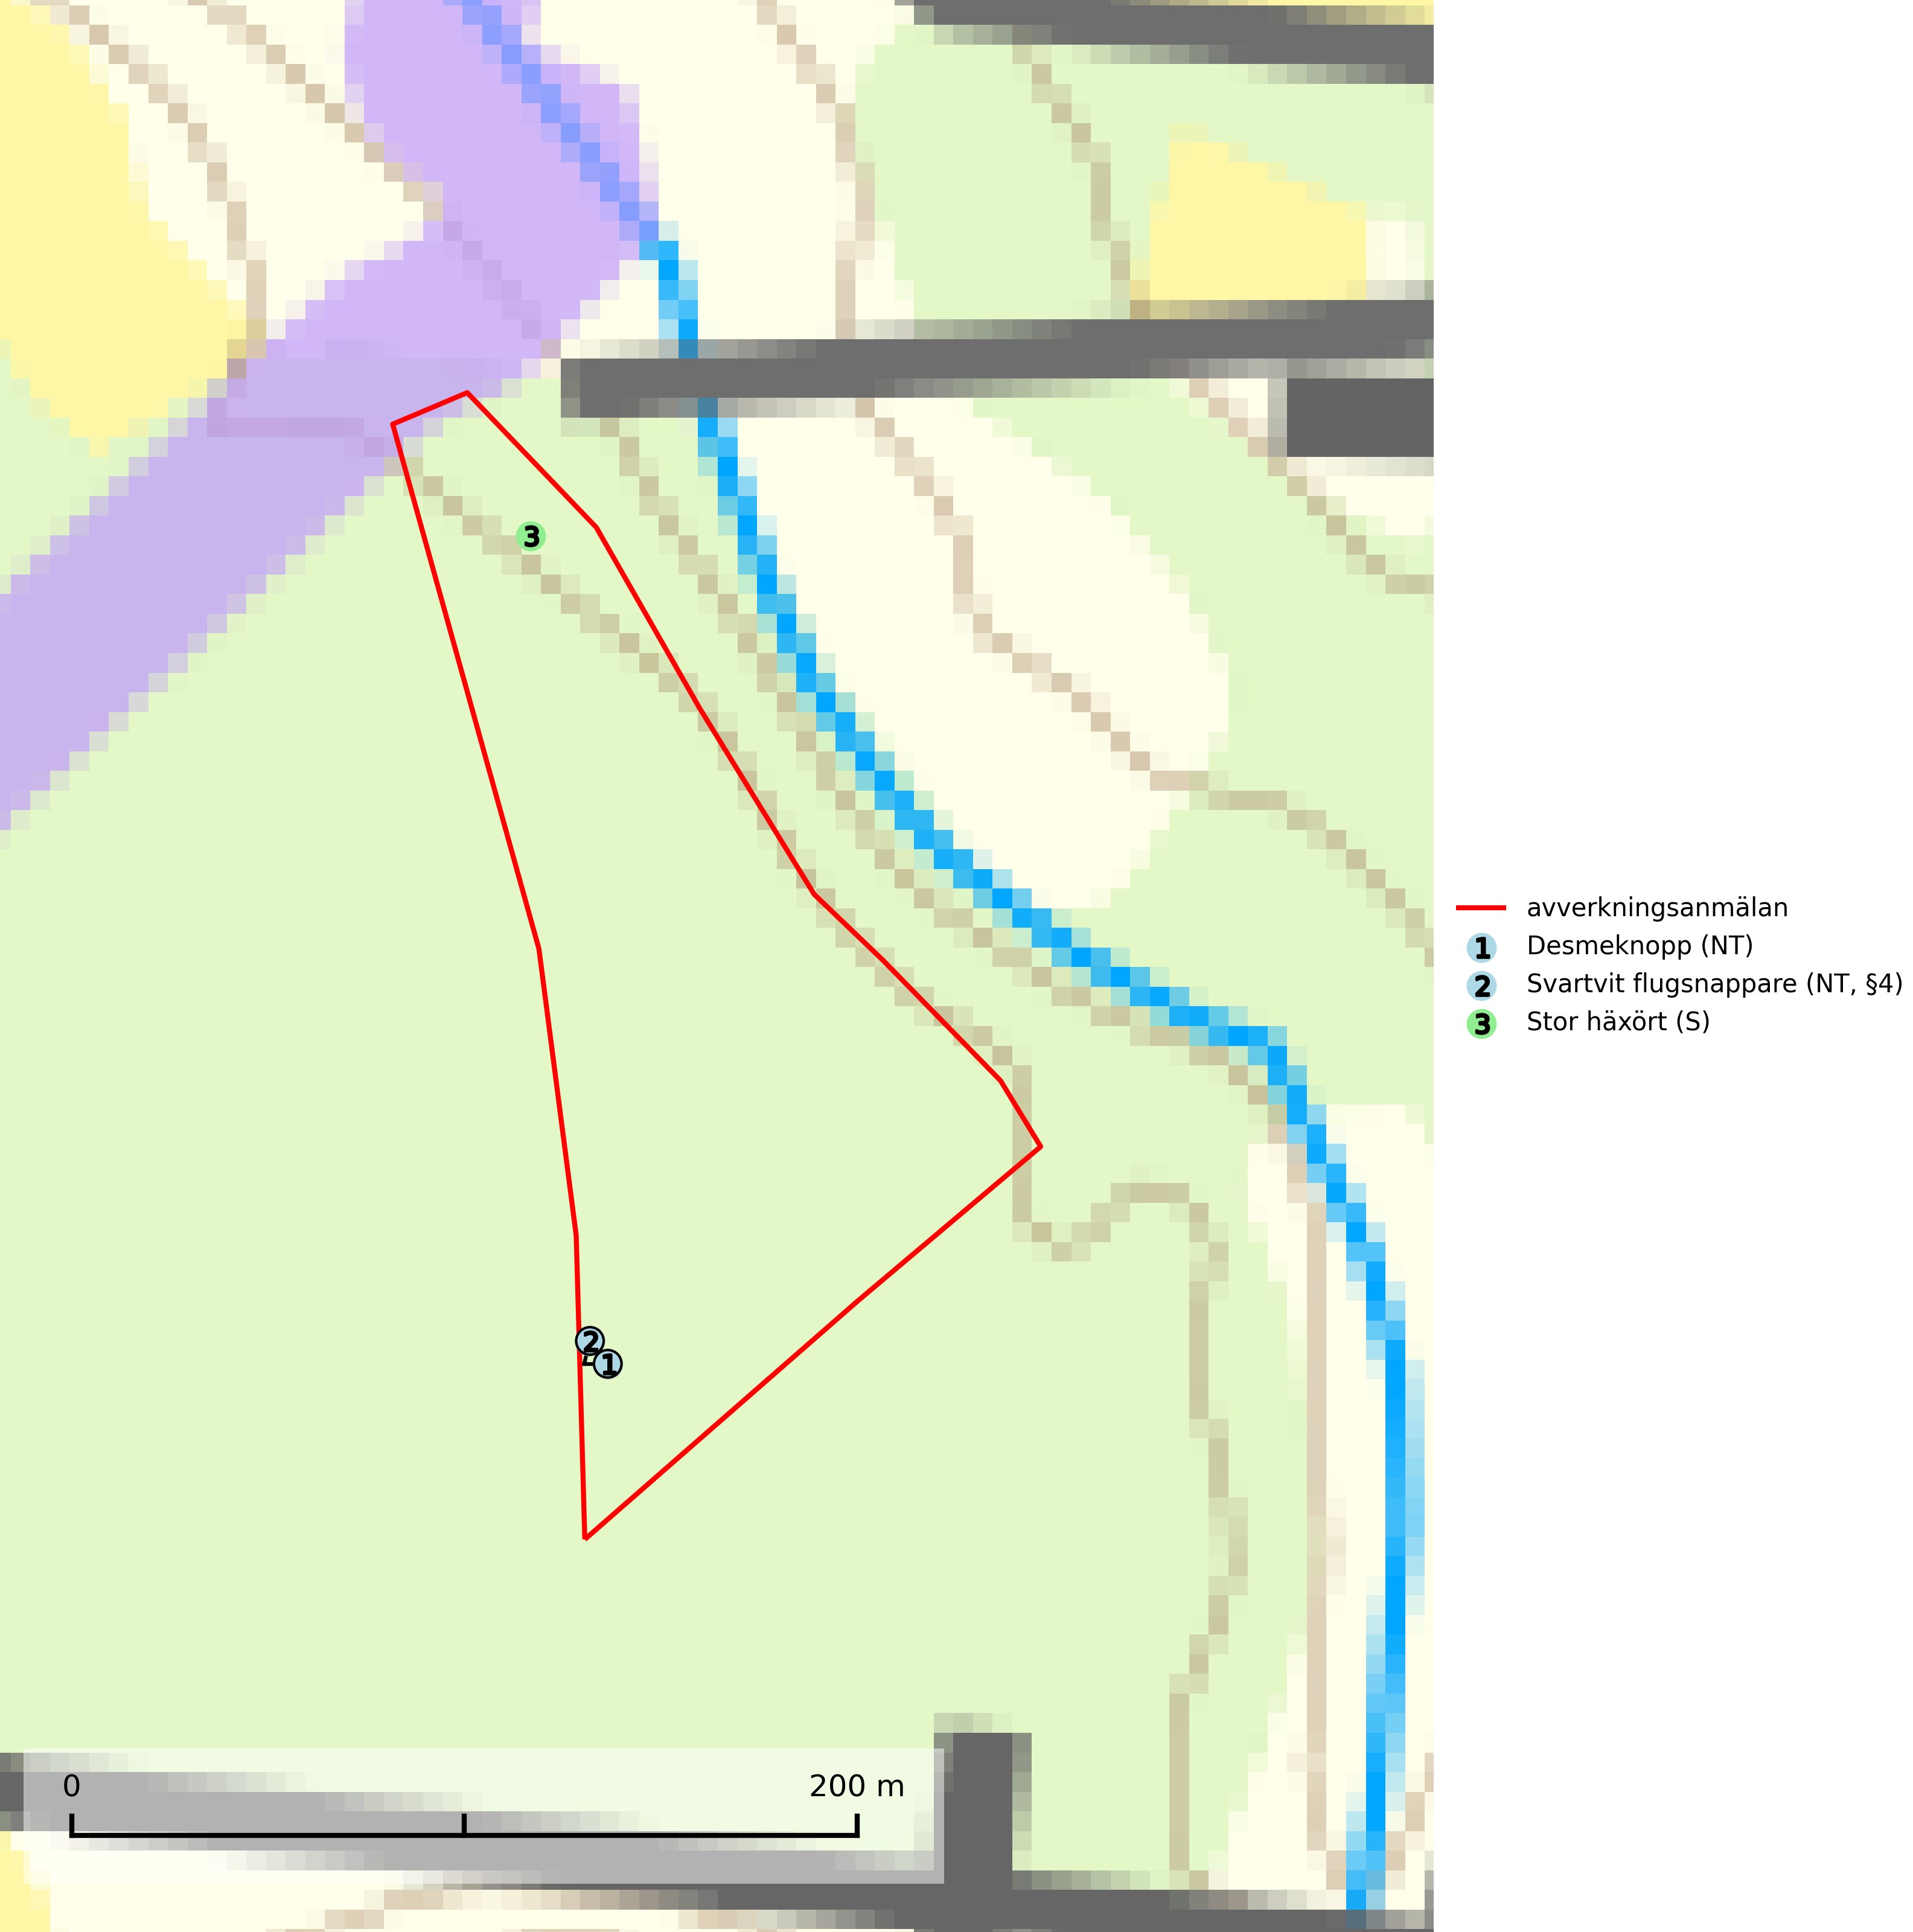 3
2
1
avverkningsanmälan
1 Desmeknopp (NT)
2 Svartvit flugsnappare (NT, §4)
3 Stor häxört (S)
0 200 m